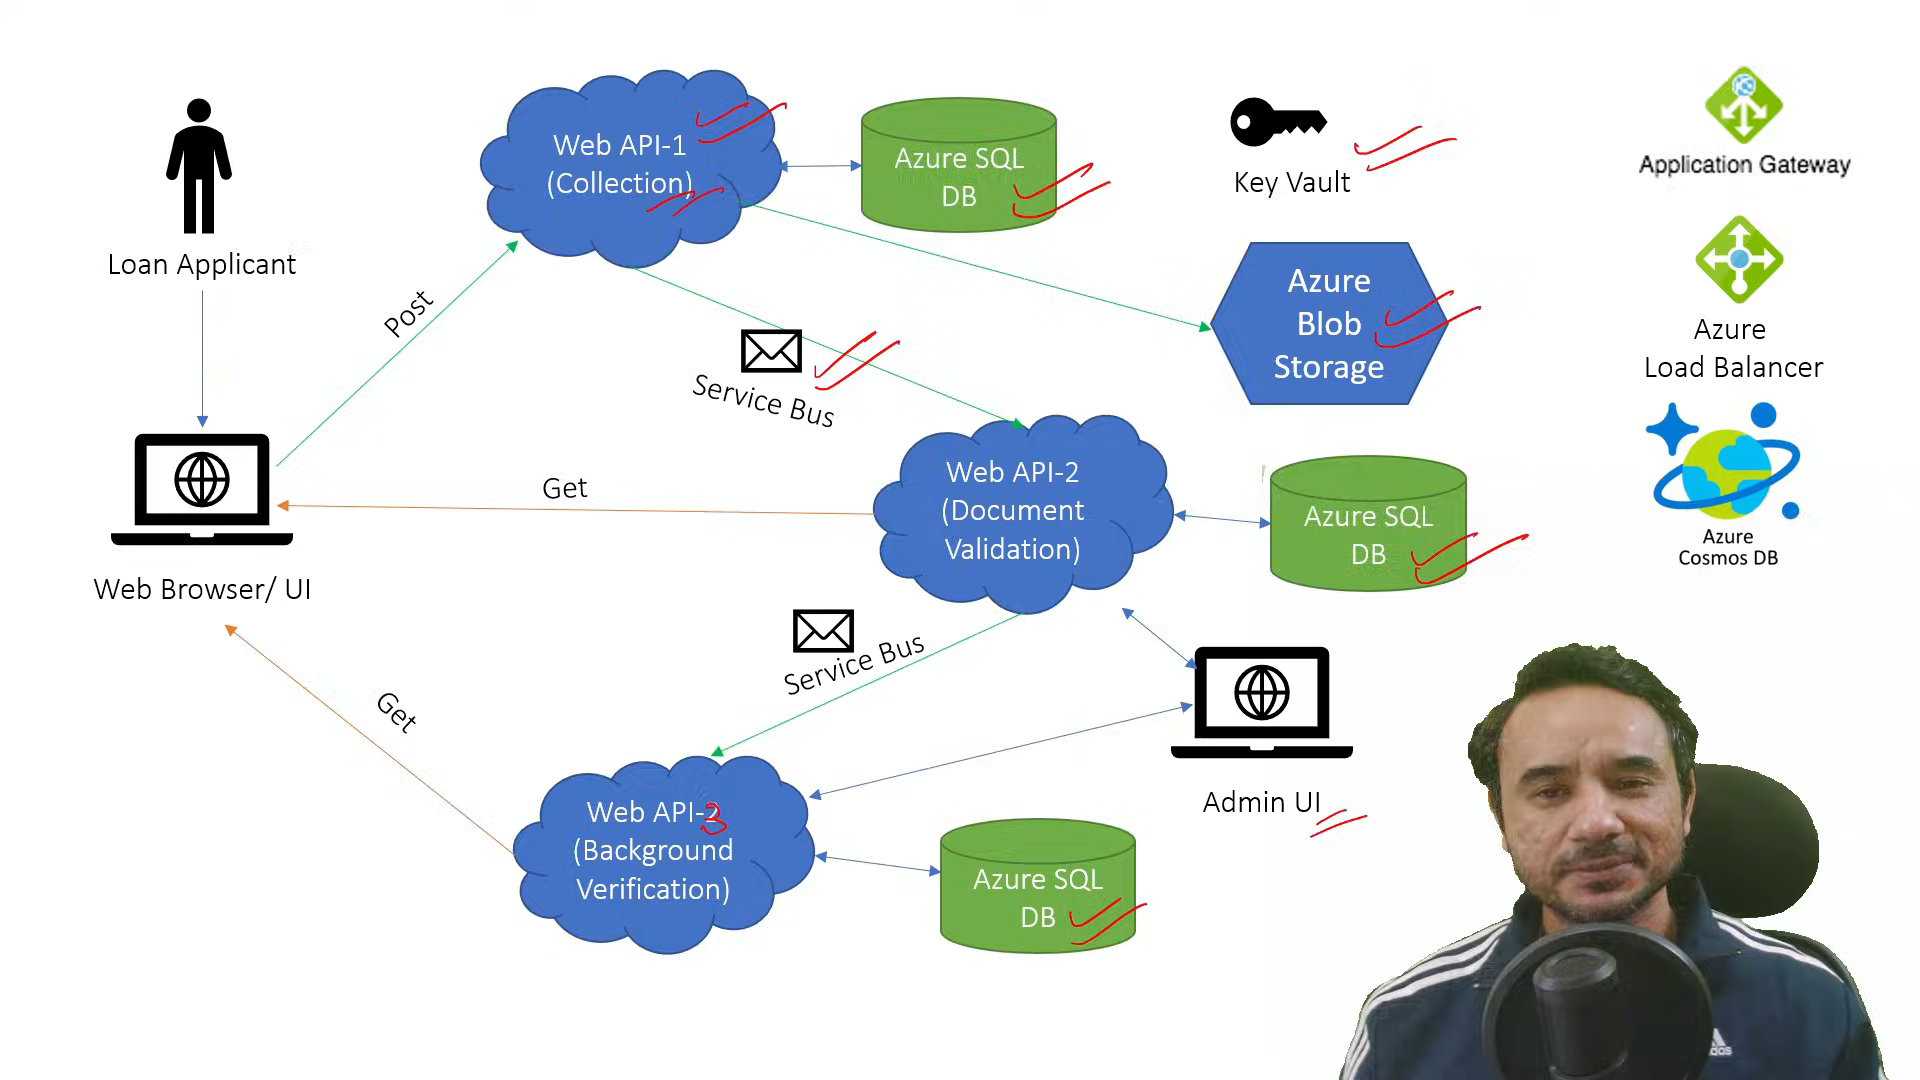 Loan Applicant
Web Browser/ UI
Post
Get
Get
Web API-1
(Collection)
Azure SQL
DB
Key Vault
Azure
Blob
Storage
Service Bus
Web API-2
(Document
Validation)
Azure SQL
DB
Service Bus
Admin UI
Web API-3
(Background
Verification)
Azure SQL
DB
Application Gateway
Azure
Load Balancer
Azure
Cosmos DB